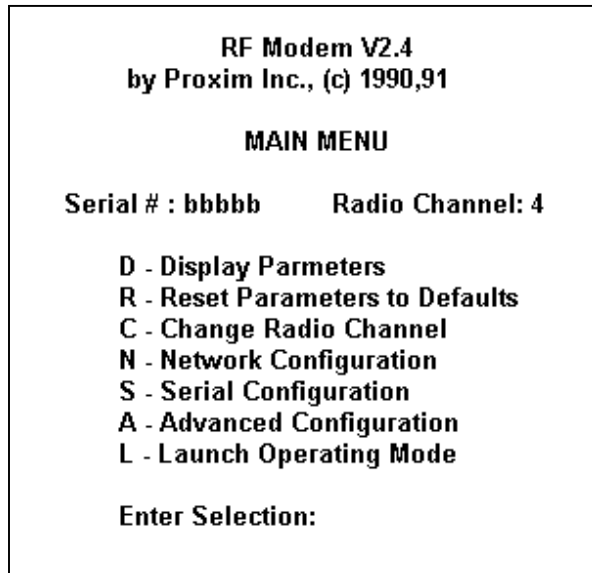 RF Modem V2.4
by Proxim Inc., (c) 1990,91
MAIN MENU
Serial # : bbbbb Radio Channel: 4
D - Display Parmeters
R - Reset Parameters to Defaults
C - Change Radio Channel
N - Network Configuration
S - Serial Configuration
A - Advanced Configuration
L - Launch Operating Mode
Enter Selection: